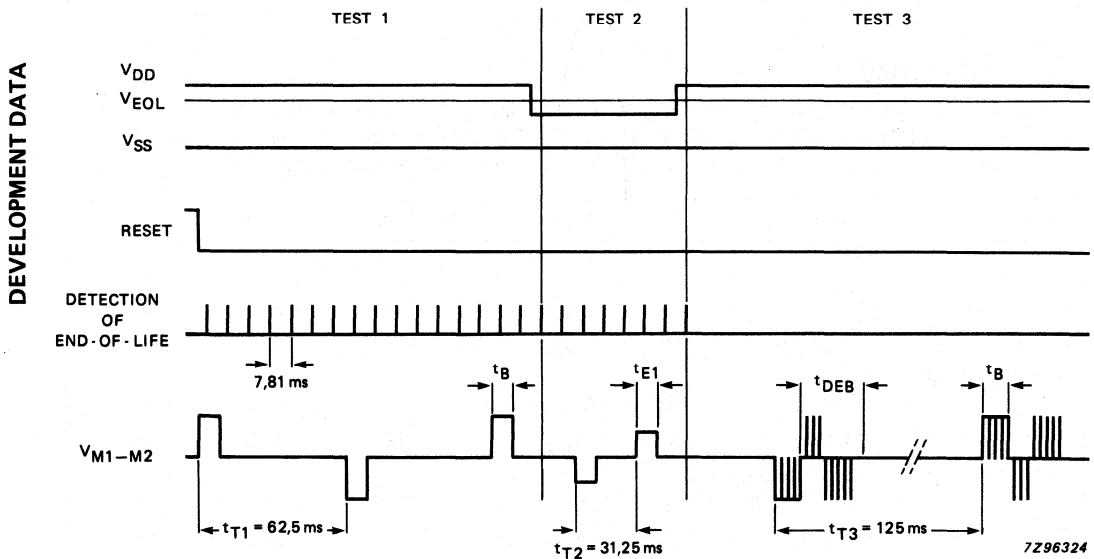 TEST 1
TEST 2
TEST 3
DEVELOPMENT DATA
VDD
VEOL
VSS
RESET
DETECTION
OF
END-OF-LIFE
7,81 ms
tB
tE1
tDEB
tB
VM1–M2
tT1 = 62,5 ms
tT2 = 31,25 ms
tT3 = 125 ms
7Z96324